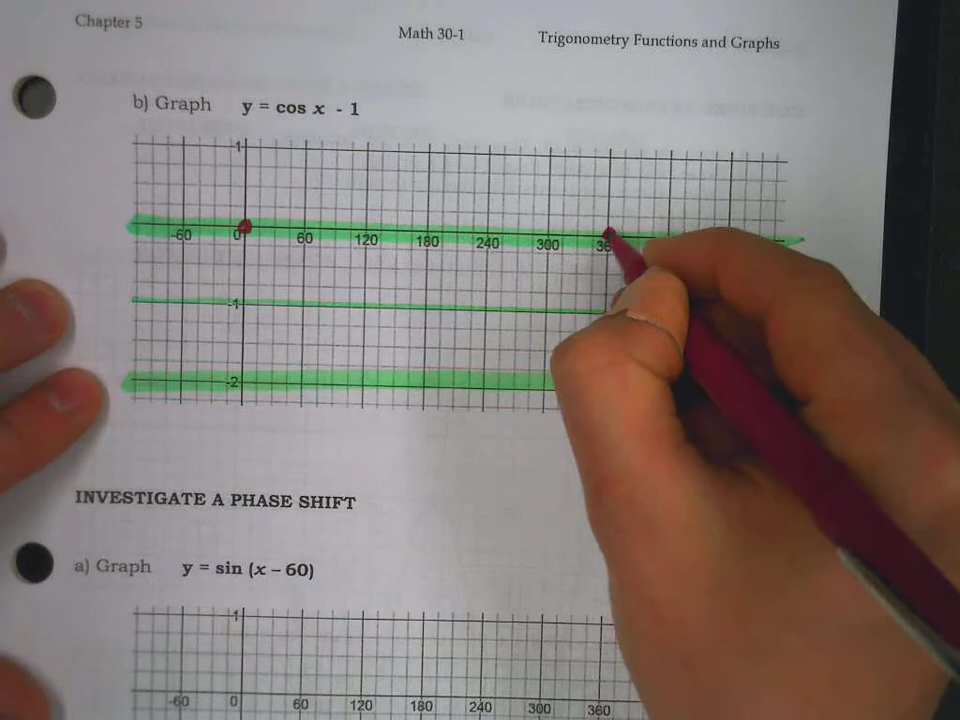 Chapter 5
Math 30-1
Trigonometry Functions and Graphs
b) Graph y = cos x - 1
1
-60 0 60 120 180 240 300 36
-1
-2
INVESTIGATE A PHASE SHIFT
a) Graph y = sin (x – 60)
1
-60 0 60 120 180 240 300 360